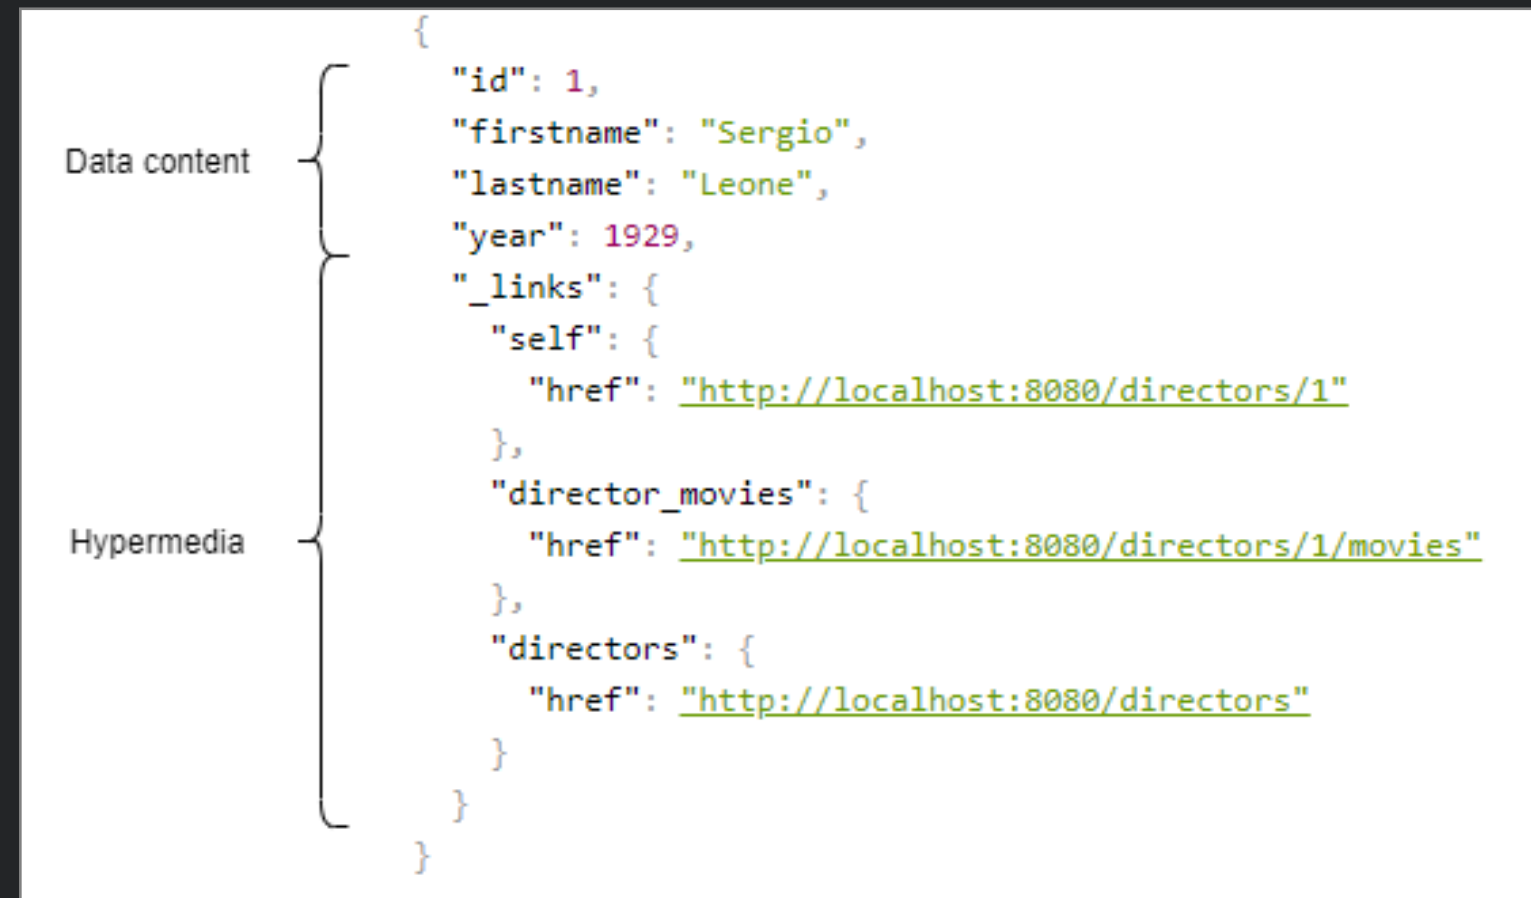 {
"id": 1,
Data content
"firstname": "Sergio",
"lastname": "Leone",
"year": 1929,
"_links": {
"self": {
"href": "http://localhost:8080/directors/1"
},
"director_movies": {
Hypermedia
"href": "http://localhost:8080/directors/1/movies"
},
"directors": {
"href": "http://localhost:8080/directors"
}
}
}